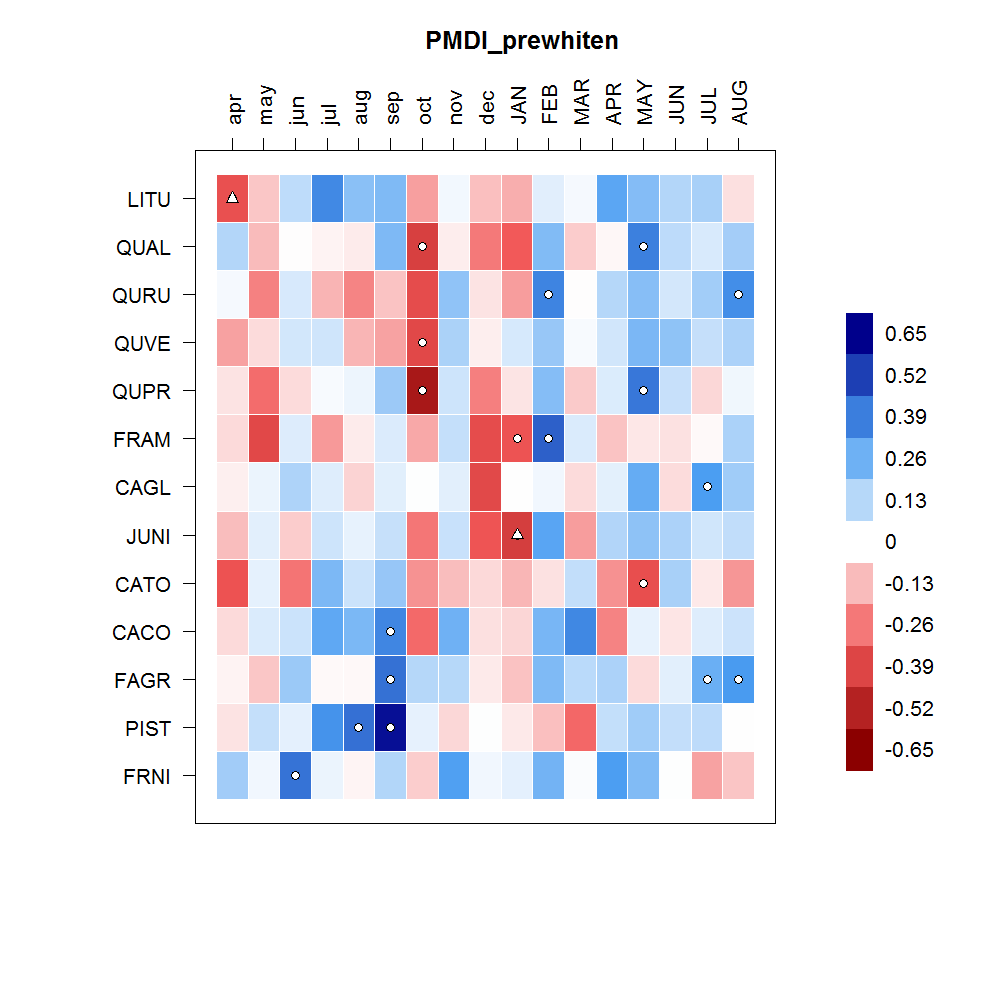 PMDI_prewhiten
apr may jun jul aug sep oct nov dec JAN FEB MAR APR MAY JUN JUL AUG
LITU
QUAL
QURU
QUVE
QUPR
FRAM
CAGL
JUNI
CATO
CACO
FAGR
PIST
FRNI
0.65
0.52
0.39
0.26
0.13
0
-0.13
-0.26
-0.39
-0.52
-0.65